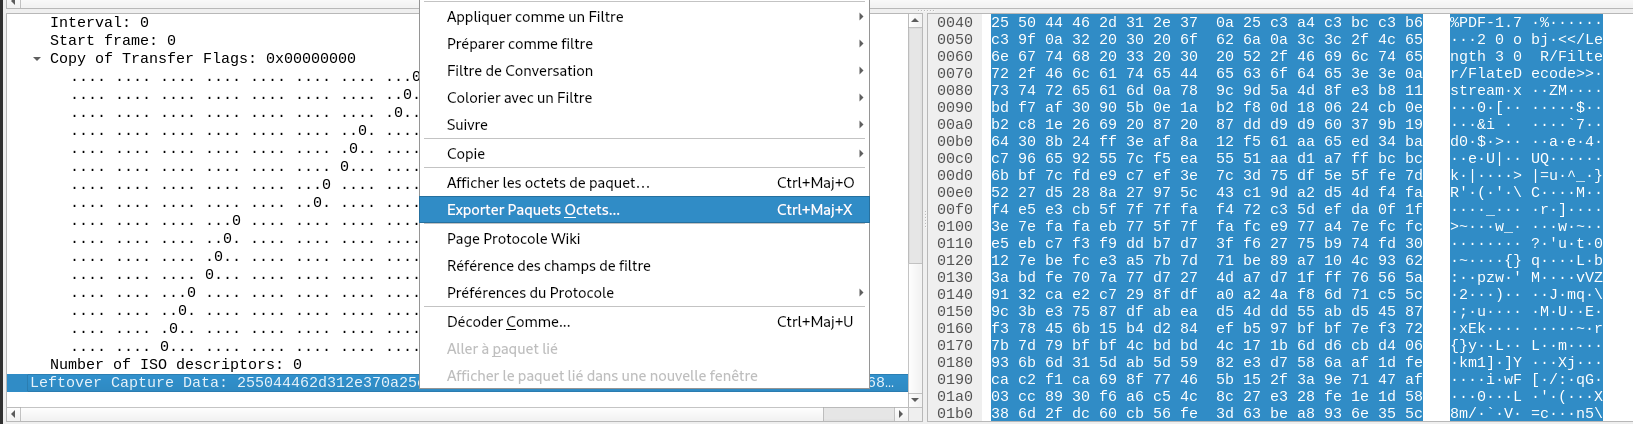 Interval: 0
Start frame: 0
Copy of Transfer Flags: 0x00000000
.... .... .... .... .... .... .... ...0 ....
.... .... .... .... .... .... .... ..0. ....
.... .... .... .... .... .... .... .0.. ....
.... .... .... .... .... .... ..0. ....
.... .... .... .... .... .... .0.. ....
.... .... .... .... .... .... 0... ....
.... .... .... .... .... ...0 .... ....
.... .... .... .... .... ..0. .... ....
.... .... .... .... ...0 .... .... ....
.... .... .... .... ..0. .... .... ....
.... .... .... .... .0.. .... .... ....
.... .... .... .... 0... .... .... ....
.... .... .... ...0 .... .... .... ....
.... .... .... ..0. .... .... .... ....
.... .... .... .0.. .... .... .... ....
.... .... .... 0... .... .... .... ....
Number of ISO descriptors: 0
Leftover Capture Data: 255044462d312e370a25 68…
Appliquer comme un Filtre
Préparer comme filtre
Filtre de Conversation
Colorier avec un Filtre
Suivre
Copie
Afficher les octets de paquet… Ctrl+Maj+O
Exporter Paquets Octets… Ctrl+Maj+X
Page Protocole Wiki
Référence des champs de filtre
Préférences du Protocole
Décoder Comme… Ctrl+Maj+U
Aller à paquet lié
Afficher le paquet lié dans une nouvelle fenêtre
0040 25 50 44 46 2d 31 2e 37 0a 25 c3 a4 c3 bc c3 b6 %PDF-1.7 ·%······
0050 c3 9f 0a 32 20 30 20 6f 62 6a 0a 3c 3c 2f 4c 65 ···2 0 o bj·<</Le
0060 6e 67 74 68 20 33 20 30 20 52 2f 46 69 6c 74 65 ngth 3 0 R/Filte
0070 72 2f 46 6c 61 74 65 44 65 63 6f 64 65 3e 3e 0a r/FlateD ecode>>·
0080 73 74 72 65 61 6d 0a 78 9c 9d 5a 4d 8f e3 b8 11 stream·x ··ZM····
0090 bd f7 af 30 90 5b 0e 1a b2 f8 0d 18 06 24 cb 0e ···0·[·· ·····$··
00a0 b2 c8 1e 26 69 20 87 20 87 dd d9 d9 60 37 9b 19 ···&i · ····`7··
00b0 64 30 8b 24 ff 3e af 8a 12 f5 61 aa 65 ed 34 ba d0·$·>·· ··a·e·4·
00c0 c7 96 65 92 55 7c f5 ea 55 51 aa d1 a7 ff bc bc ··e·U|·· UQ······
00d0 6b bf 7c fd e9 c7 ef 3e 7c 3d 75 df 5e 5f fe 7d k·|····> |=u·^_·}
00e0 52 27 d5 28 8a 27 97 5c 43 c1 9d a2 d5 4d f4 fa R'·(·'·\ C····M··
00f0 f4 e5 e3 cb 5f 7f 7f fa f4 72 c3 5d ef da 0f 1f ····_··· ·r·]····
0100 3e 7e fa fa eb 77 5f 7f fa fc e9 77 a4 7e fc fc >~···w_· ···w·~··
0110 e5 eb c7 f3 f9 dd b7 d7 3f f6 27 75 b9 74 fd 30 ········ ?·'u·t·0
0120 12 7e be fc e3 a5 7b 7d 71 be 89 a7 10 4c 93 62 ·~····{} q····L·b
0130 3a bd fe 70 7a 77 d7 27 4d a7 d7 1f ff 76 56 5a :··pzw·' M····vVZ
0140 91 32 ca e2 c7 29 8f df a0 a2 4a f8 6d 71 c5 5c ·2···)·· ··J·mq·\
0150 9c 3b e3 75 87 df ab ea d5 4d dd 55 ab d5 45 87 ·;·u···· ·M·U··E·
0160 f3 78 45 6b 15 b4 d2 84 ef b5 97 bf bf 7e f3 72 ·xEk···· ·····~·r
0170 7b 7d 79 bf bf 4c bd bd 4c 17 1b 6d d6 cb d4 06 {}y··L·· L··m····
0180 93 6b 6d 31 5d ab 5d 59 82 e3 d7 58 6a af 1d fe ·km1]·]Y ···Xj···
0190 ca c2 f1 ca 69 8f 77 46 5b 15 2f 3a 9e 71 47 af ····i·wF [·/:·qG·
01a0 03 cc 89 30 f6 a6 c5 4c 8c 27 e3 28 fe 1e 1d 58 ···0···L ·'·(···X
01b0 38 6d 2f dc 60 cb 56 fe 3d 63 be a8 93 6e 35 5c 8m/·`·V· =c···n5\